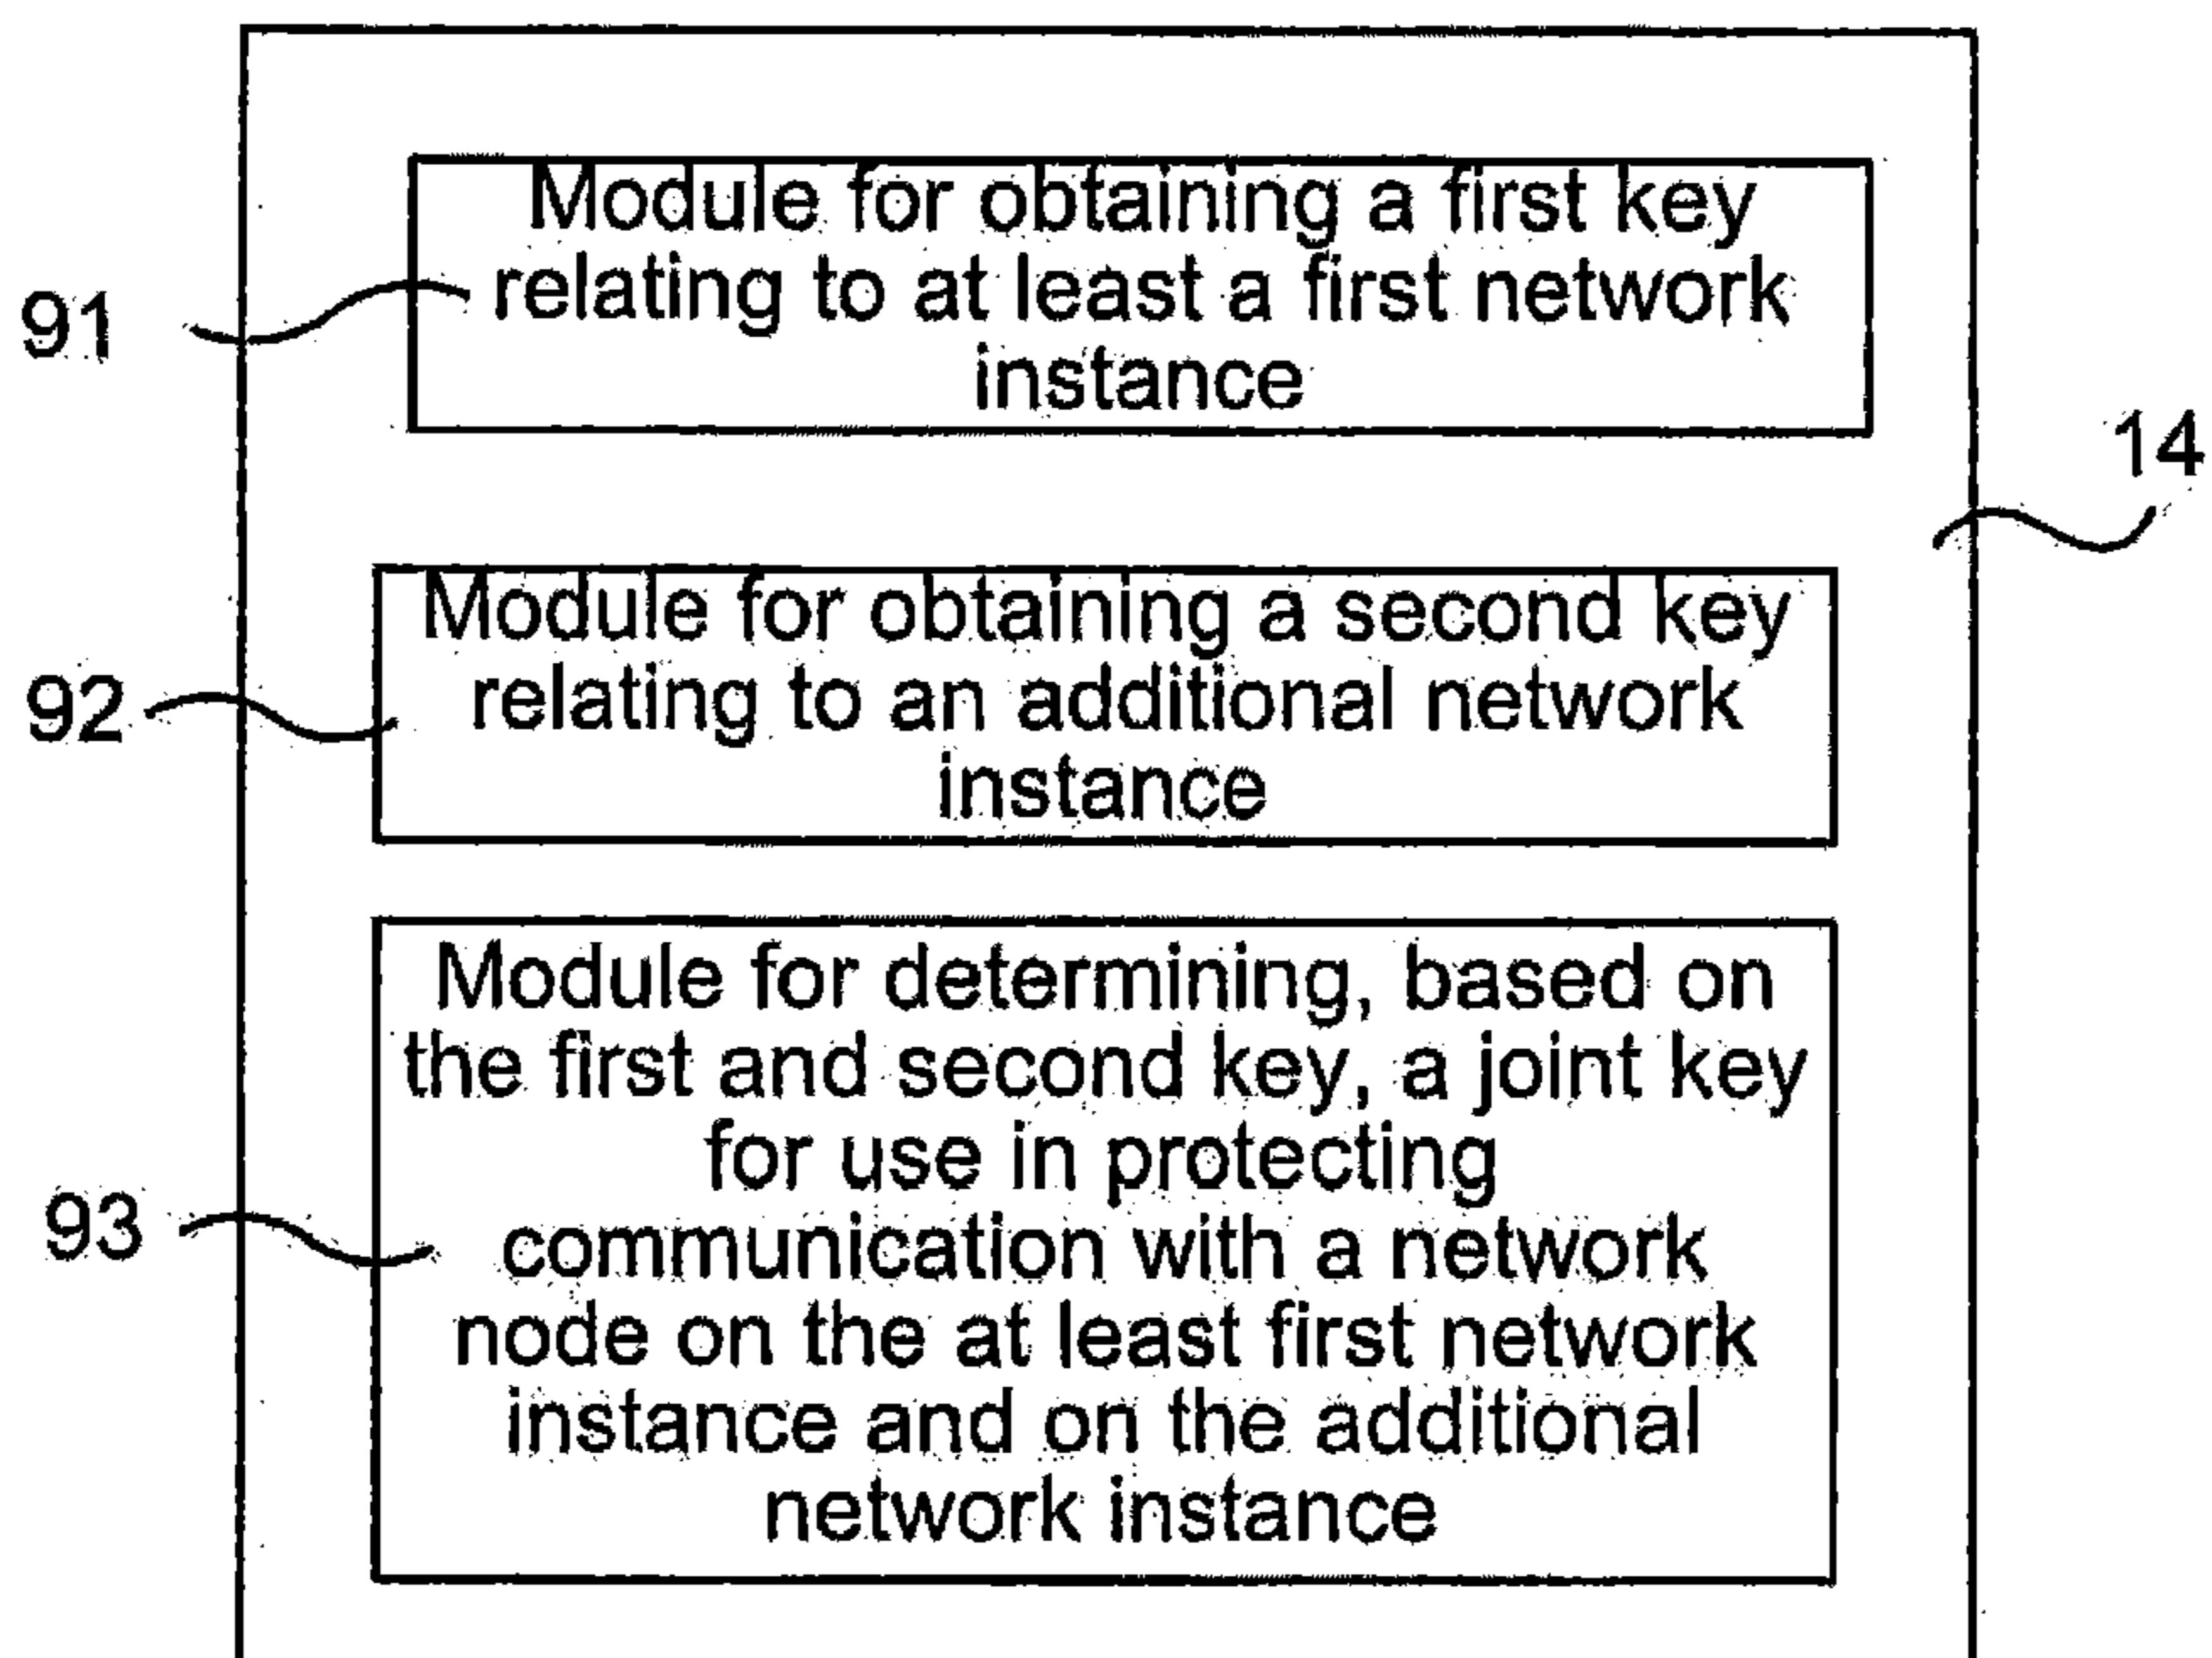 Module for obtaining a first key
relating to at least a first network
instance
91
14
Module for obtaining a second key
relating to an additional network
instance
92
Module for determining, based on
the first and second key, a joint key
for use in protecting
communication with a network
node on the at least first network
instance and on the additional
network instance
93